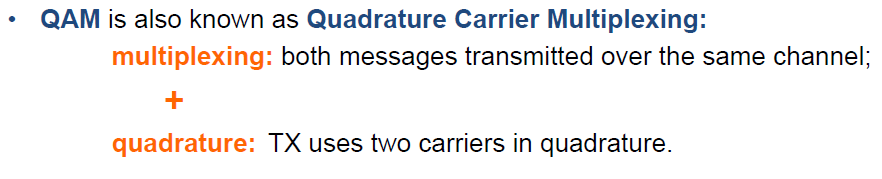 • QAM is also known as Quadrature Carrier Multiplexing:
multiplexing: both messages transmitted over the same channel;
+
quadrature: TX uses two carriers in quadrature.